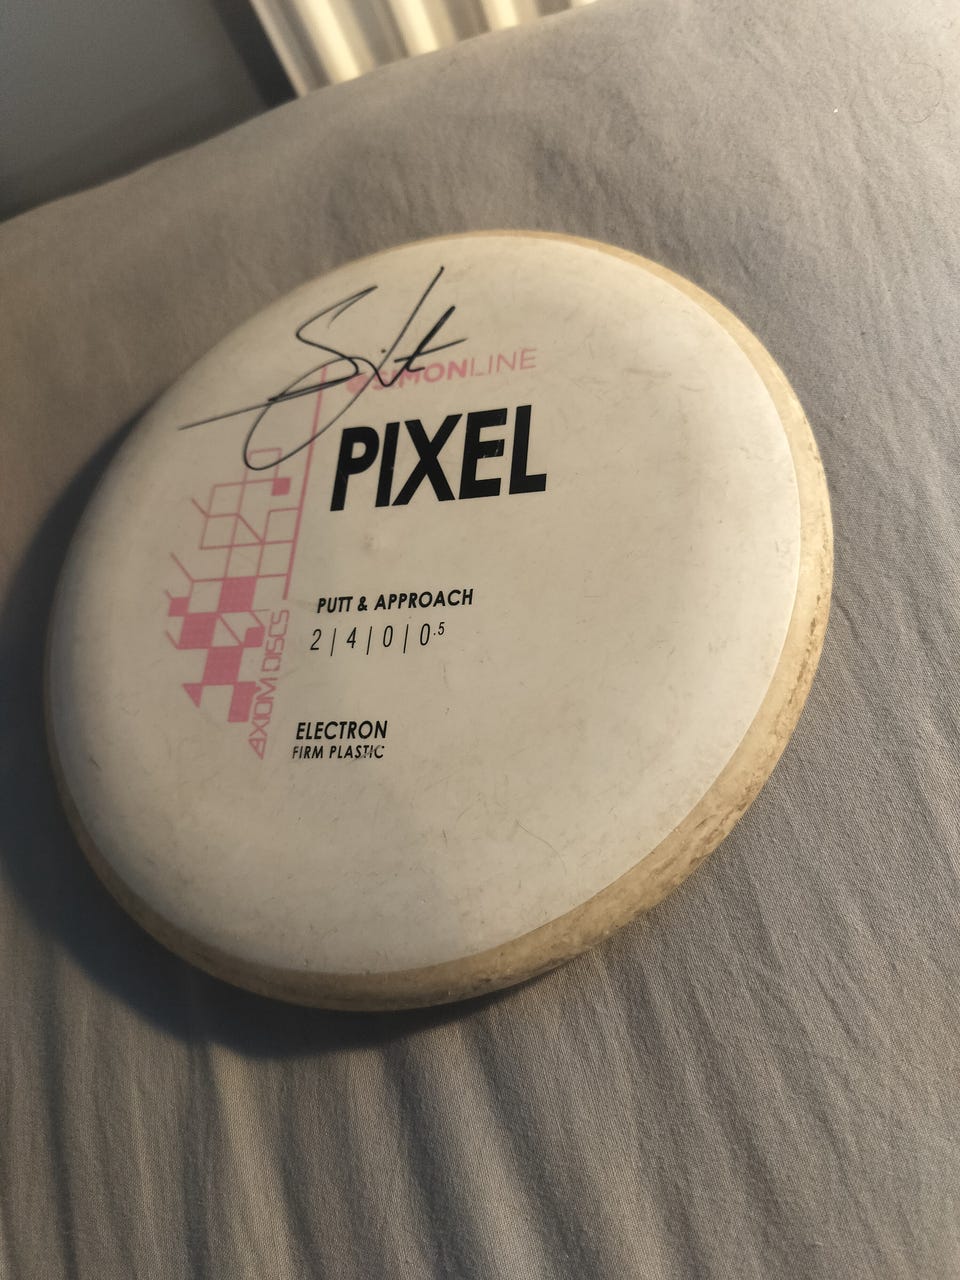 SIMONLINE
PIXEL
PUTT & APPROACH
2 | 4 | 0 | 0.5
ELECTRON
FIRM PLASTIC
AXIOM DISCS